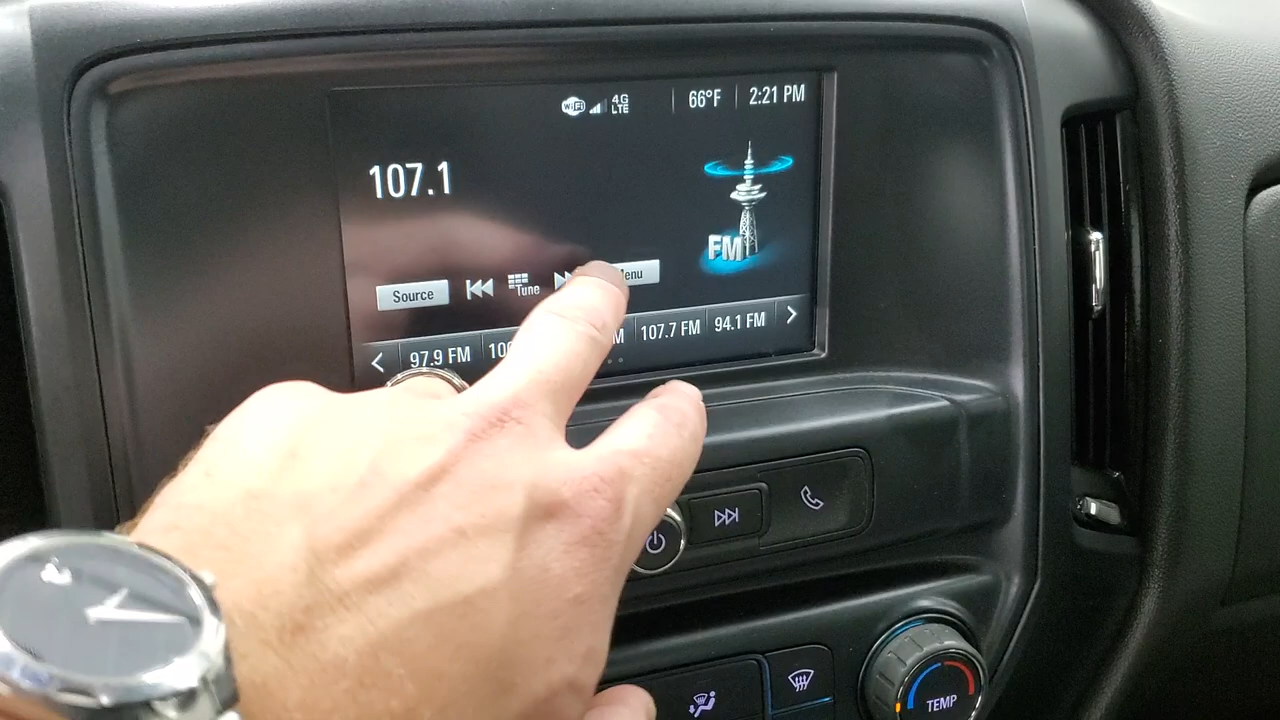 WiFi 4G LTE 66°F 2:21 PM
107.1
FM
Source Tune
97.9 FM 107.7 FM 94.1 FM
TEMP